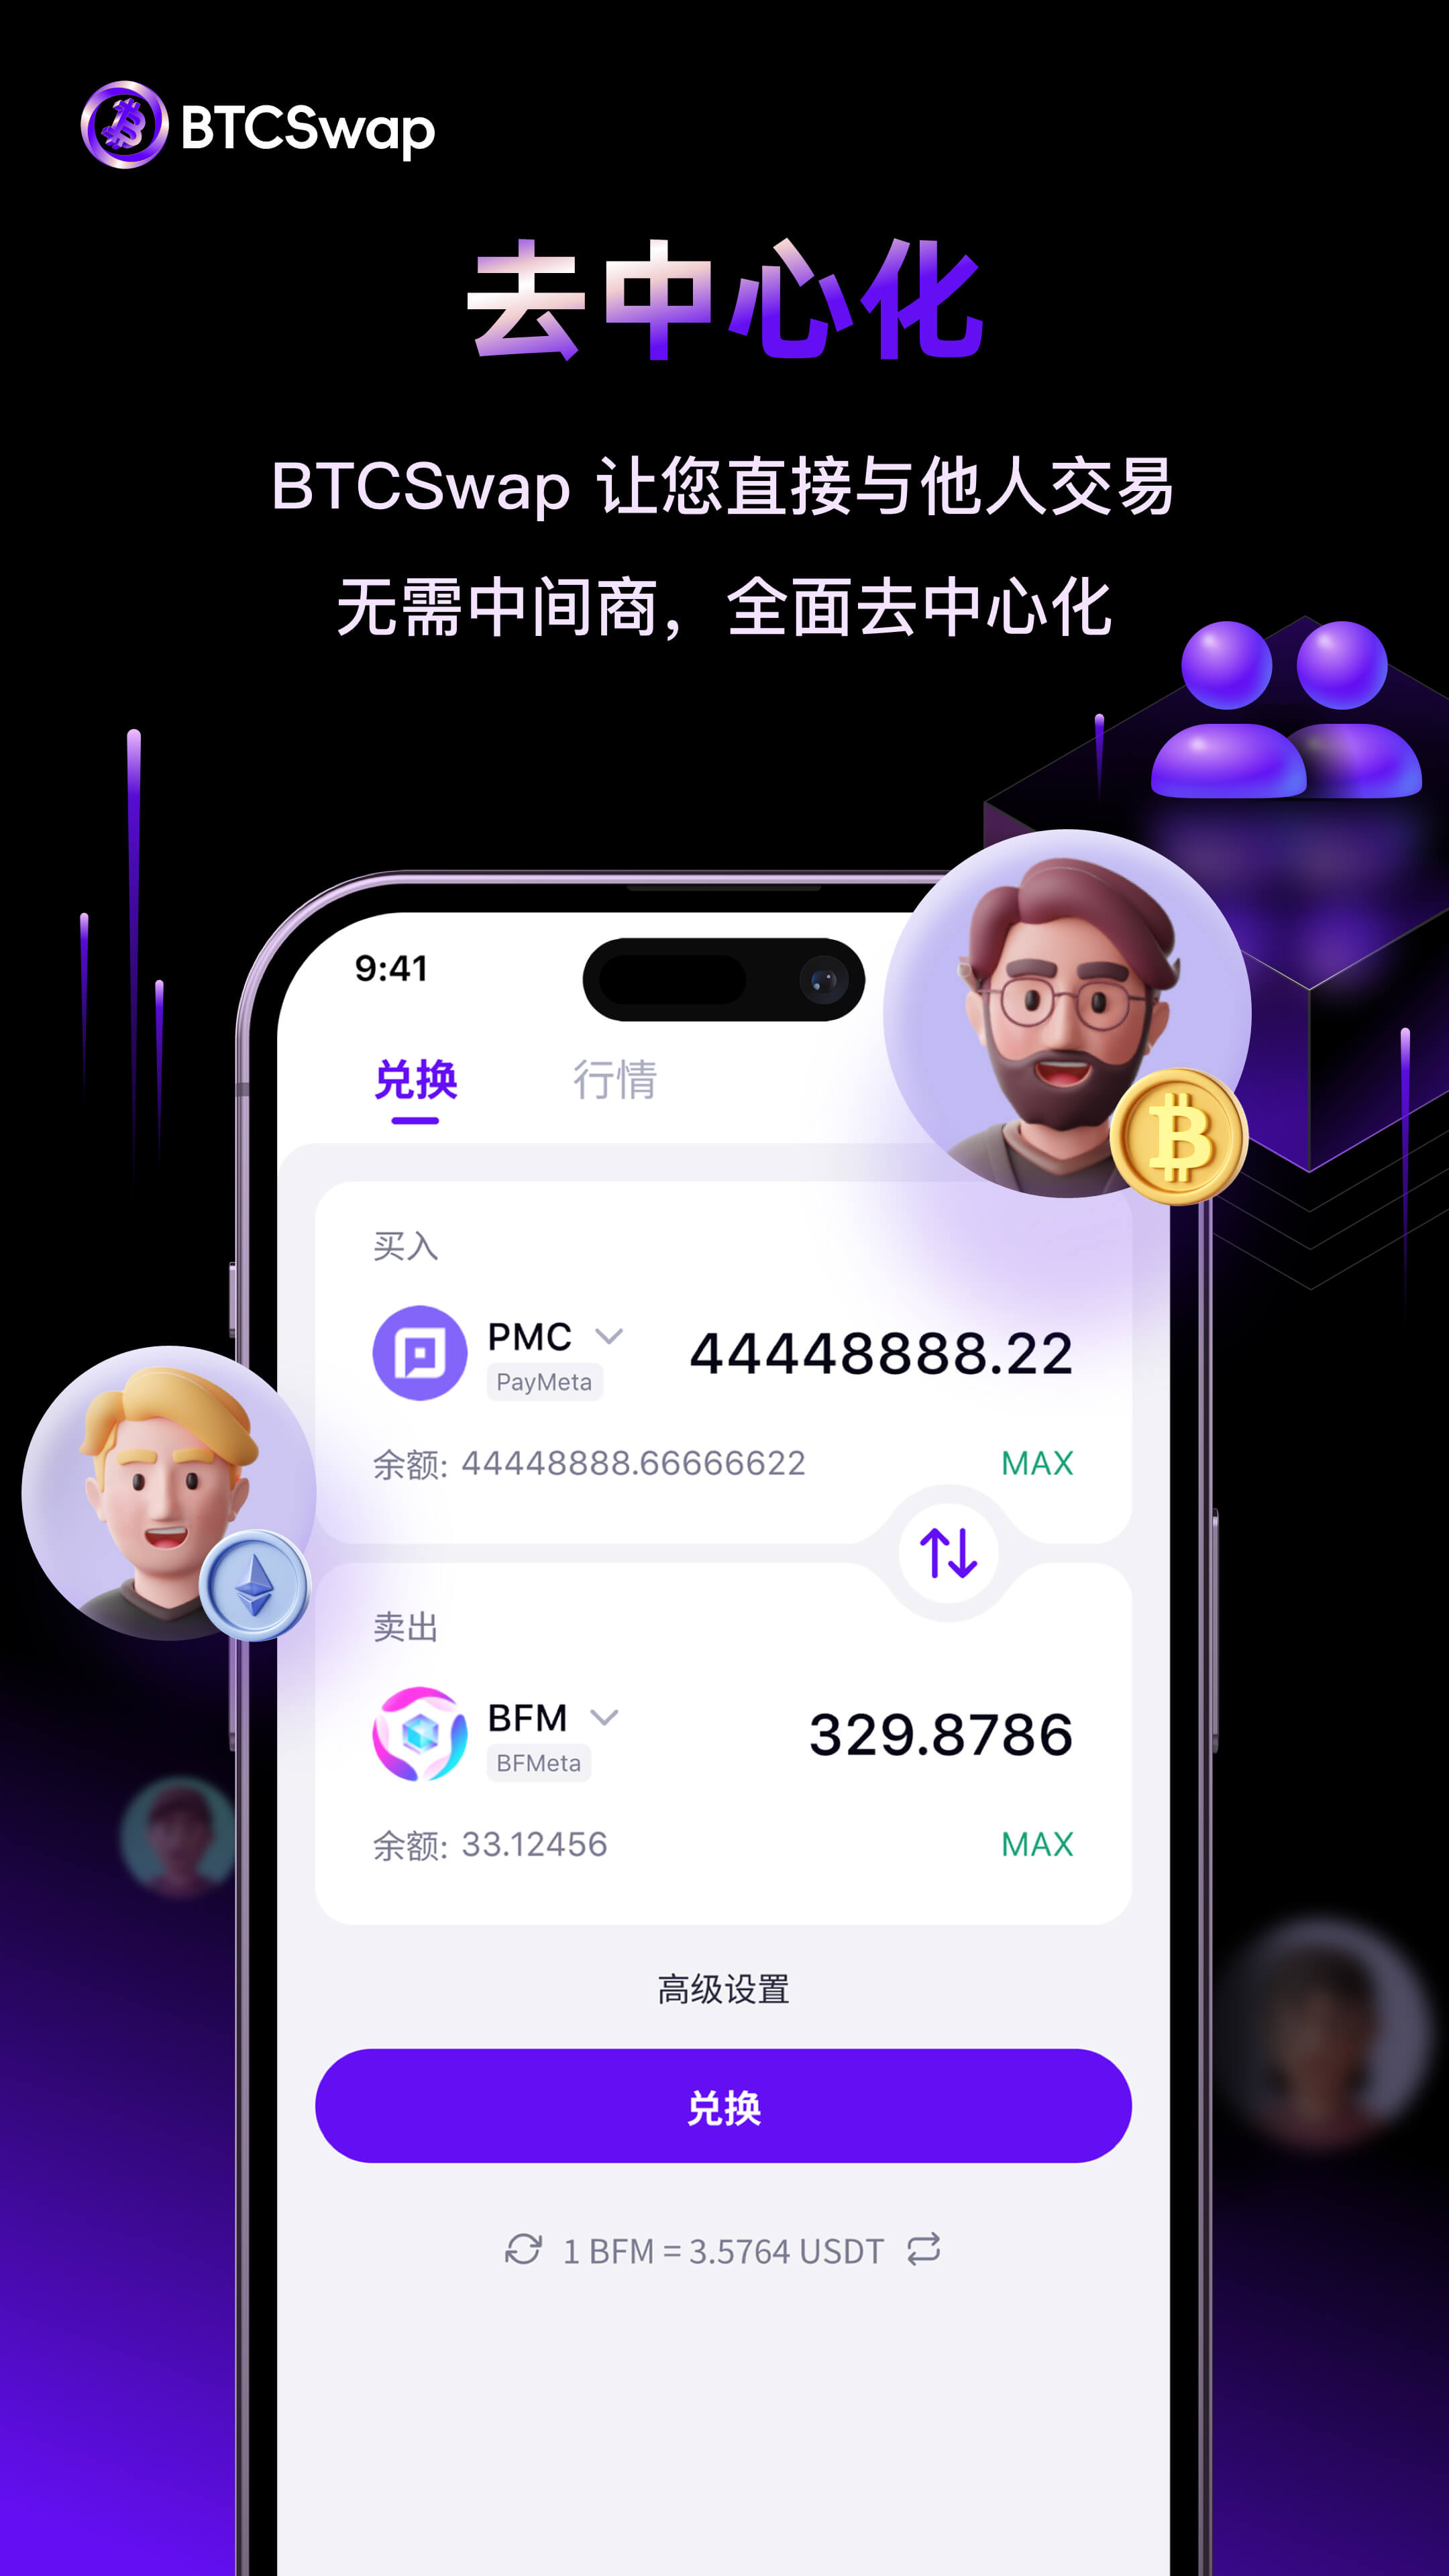 BTCSwap
去中心化
BTCSwap 让您直接与他人交易
无需中间商，全面去中心化
9:41
兑换 行情
买入
PMC 44448888.22
PayMeta
余额: 44448888.66666622 MAX
卖出
BFM 329.8786
BFMeta
余额: 33.12456 MAX
高级设置
兑换
1 BFM = 3.5764 USDT